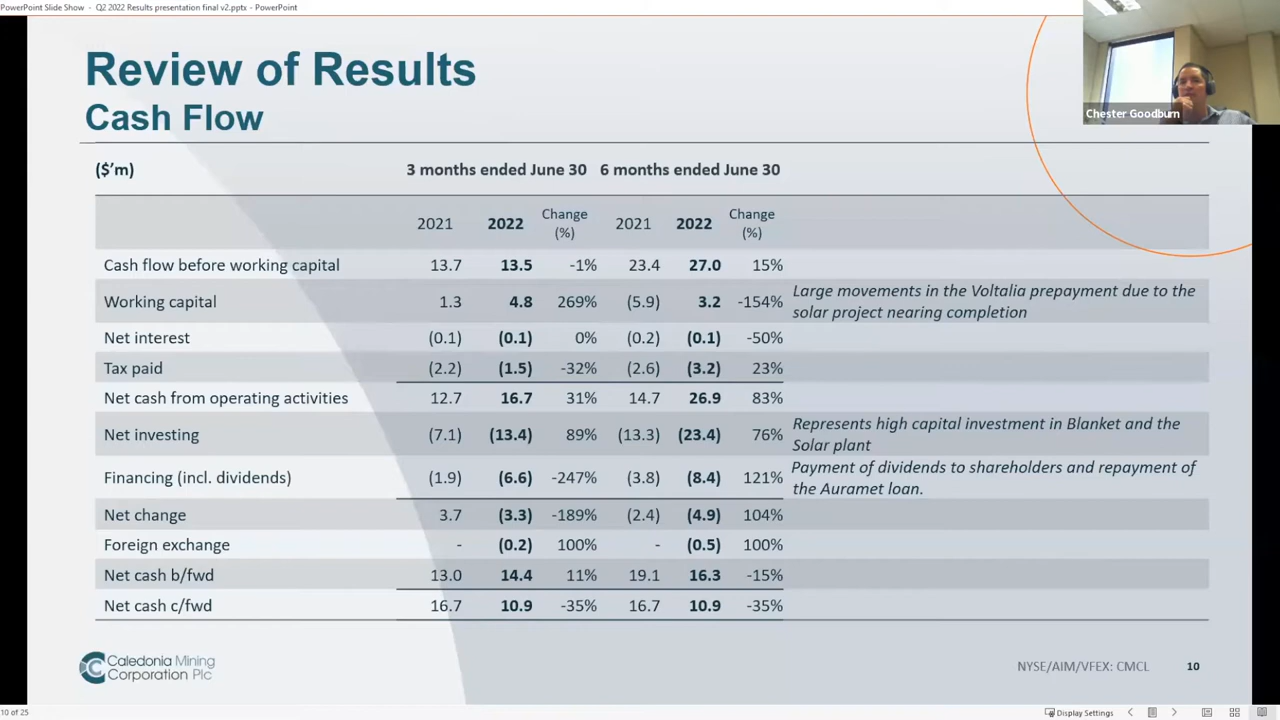 PowerPoint Slide Show - Q2 2022 Results presentation final v2.pptx - PowerPoint
Review of Results
Cash Flow
Chester Goodburn
($'m) 3 months ended June 30 6 months ended June 30
2021 2022 Change (%) 2021 2022 Change (%)
Cash flow before working capital 13.7 13.5 -1% 23.4 27.0 15%
Working capital 1.3 4.8 269% (5.9) 3.2 -154% Large movements in the Voltalia prepayment due to the
solar project nearing completion
Net interest (0.1) (0.1) 0% (0.2) (0.1) -50%
Tax paid (2.2) (1.5) -32% (2.6) (3.2) 23%
Net cash from operating activities 12.7 16.7 31% 14.7 26.9 83%
Net investing (7.1) (13.4) 89% (13.3) (23.4) 76% Represents high capital investment in Blanket and the
Solar plant
Financing (incl. dividends) (1.9) (6.6) -247% (3.8) (8.4) 121% Payment of dividends to shareholders and repayment of
the Auramet loan.
Net change 3.7 (3.3) -189% (2.4) (4.9) 104%
Foreign exchange - (0.2) 100% - (0.5) 100%
Net cash b/fwd 13.0 14.4 11% 19.1 16.3 -15%
Net cash c/fwd 16.7 10.9 -35% 16.7 10.9 -35%
Caledonia Mining
Corporation Plc
NYSE/AIM/VFEX: CMCL 10
10 of 25 Display Settings